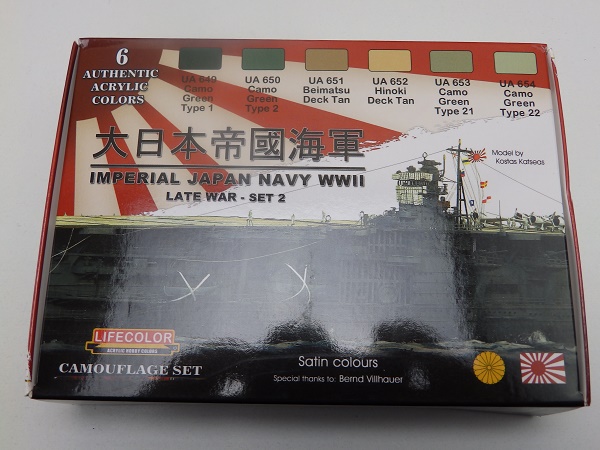 6
AUTHENTIC
ACRYLIC
COLORS
UA 649
Camo
Green
Type 1
UA 650
Camo
Green
Type 2
UA 651
Beimatsu
Deck Tan
UA 652
Hinoki
Deck Tan
UA 653
Camo
Green
Type 21
UA 654
Camo
Green
Type 22
大日本帝國海軍
IMPERIAL JAPAN NAVY WWII
LATE WAR - SET 2
Model by
Kostas Katseas
LIFECOLOR
ACRYLIC HOBBY COLORS
CAMOUFLAGE SET
Satin colours
Special thanks to: Bernd Villhauer